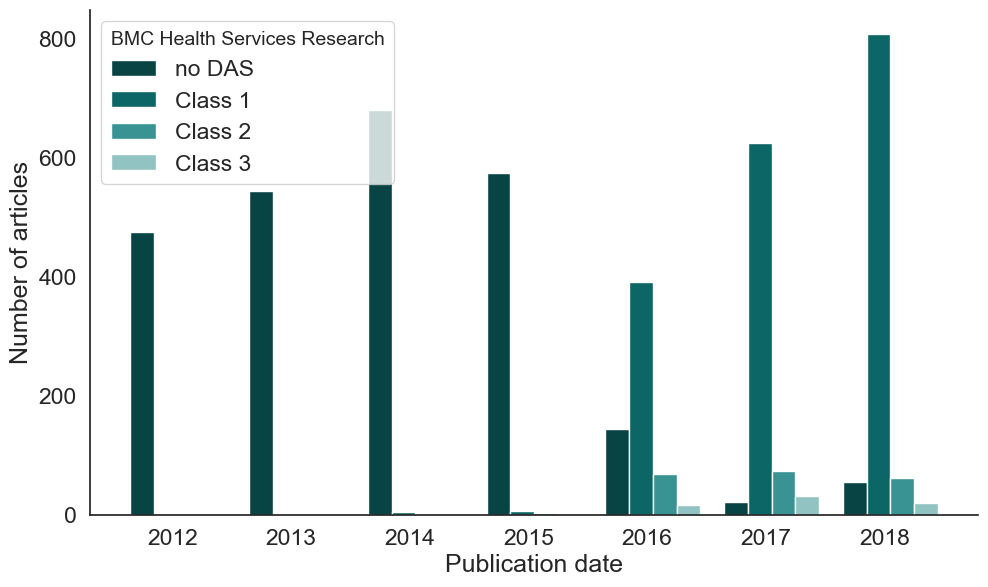 BMC Health Services Research
no DAS
Class 1
Class 2
Class 3
800
600
400
200
0
Number of articles
2012 2013 2014 2015 2016 2017 2018
Publication date